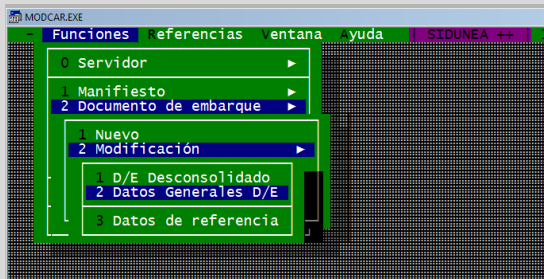 MODCAR.EXE
- Funciones Referencias Ventana Ayuda SIDUNEA ++
0 Servidor ►
1 Manifiesto ►
2 Documento de embarque ►
1 Nuevo
2 Modificación ►
1 D/E Desconsolidado
2 Datos Generales D/E
3 Datos de referencia